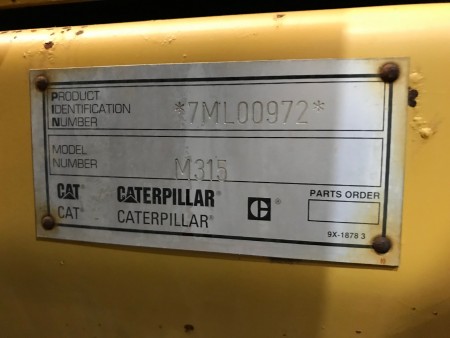 PRODUCT
IDENTIFICATION
NUMBER
*7ML00972*
MODEL
NUMBER
M315
CAT® CATERPILLAR® C
CAT® CATERPILLAR®
PARTS ORDER
9X-1878 3